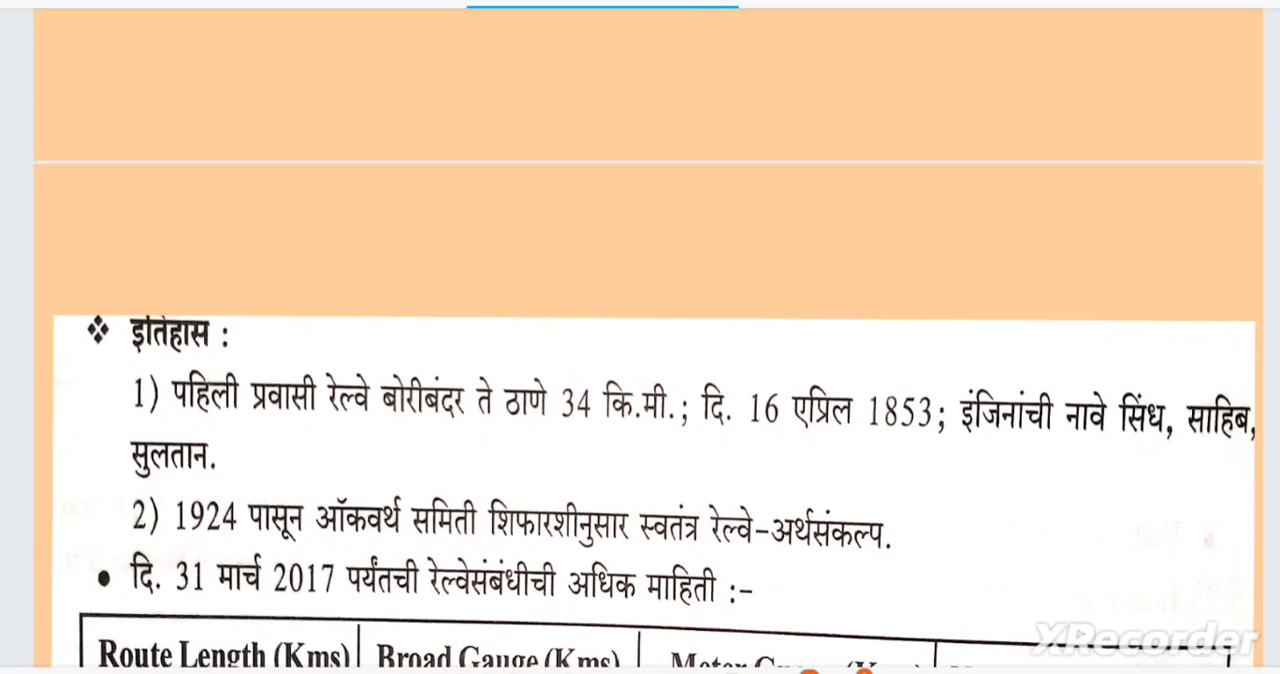 ❖ इतिहास :
1) पहिली प्रवासी रेल्वे बोरीबंदर ते ठाणे 34 कि.मी.; दि. 16 एप्रिल 1853; इंजिनांची नावे सिंध, साहिब,
सुलतान.
2) 1924 पासून ऑकवर्थ समिती शिफारशीनुसार स्वतंत्र रेल्वे-अर्थसंकल्प.
• दि. 31 मार्च 2017 पर्यंतची रेल्वेसंबंधीची अधिक माहिती :-
Route Length (Kms) Broad Gauge (Kms)
XRecorder